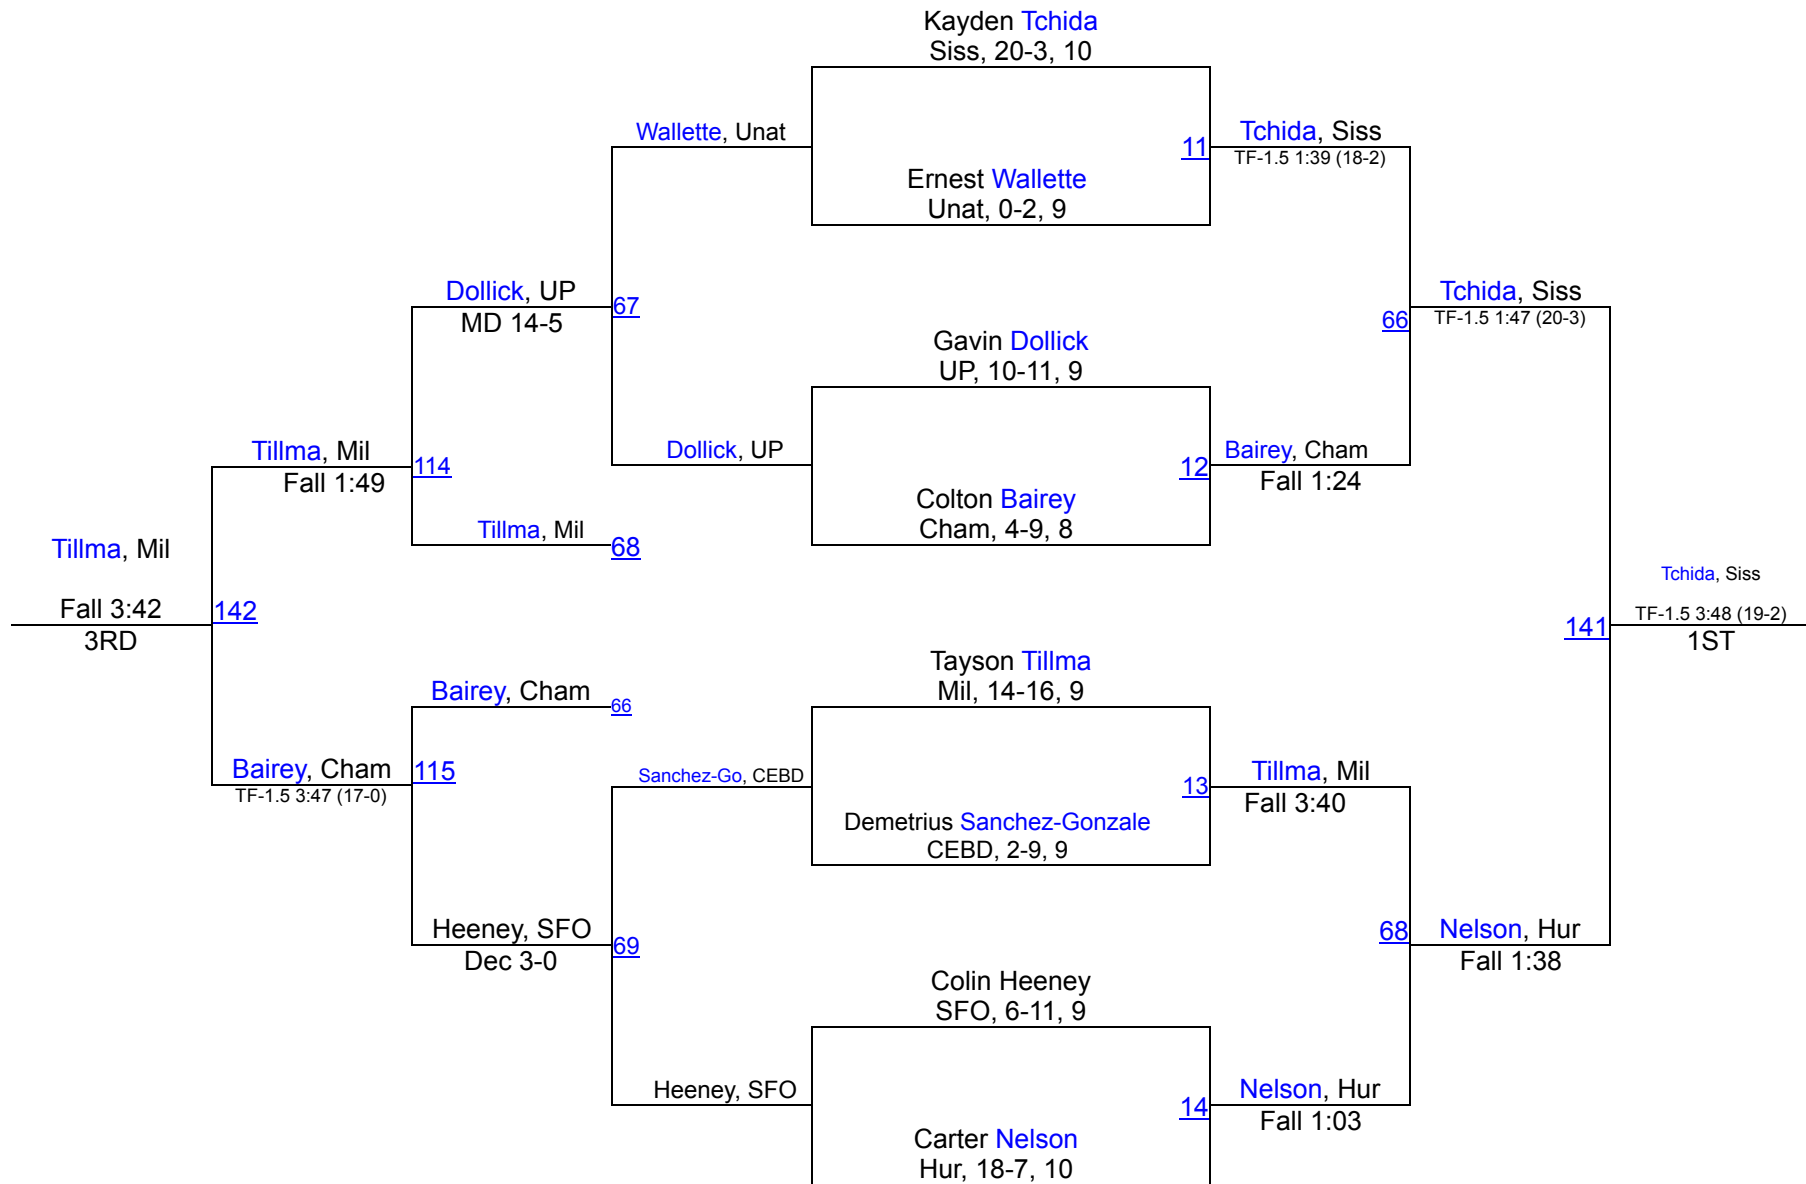 Kayden Tchida
Siss, 20-3, 10
Wallette, Unat
11
Tchida, Siss
TF-1.5 1:39 (18-2)
Ernest Wallette
Unat, 0-2, 9
Dollick, UP
MD 14-5
67
Tchida, Siss
TF-1.5 1:47 (20-3)
66
Gavin Dollick
UP, 10-11, 9
Tillma, Mil
Fall 1:49
114
Dollick, UP
12
Bairey, Cham
Fall 1:24
Colton Bairey
Cham, 4-9, 8
Tillma, Mil
68
Tillma, Mil
Fall 3:42
3RD
142
Tchida, Siss
TF-1.5 3:48 (19-2)
1ST
141
Tayson Tillma
Mil, 14-16, 9
Bairey, Cham
66
Bairey, Cham
TF-1.5 3:47 (17-0)
115
Sanchez-Go, CEBD
13
Tillma, Mil
Fall 3:40
Demetrius Sanchez-Gonzale
CEBD, 2-9, 9
Heeney, SFO
Dec 3-0
69
68
Nelson, Hur
Fall 1:38
Colin Heeney
SFO, 6-11, 9
Heeney, SFO
14
Nelson, Hur
Fall 1:03
Carter Nelson
Hur, 18-7, 10